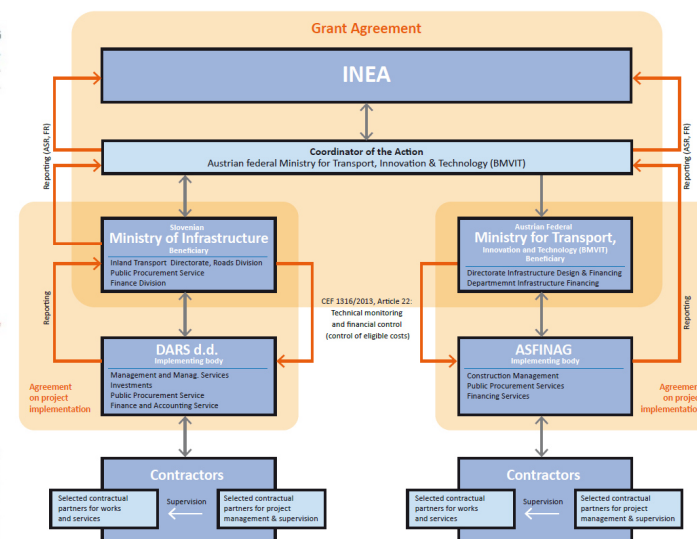 Grant Agreement
INEA
Reporting (ASR, FR)
Reporting (ASR, FR)
Coordinator of the Action
Austrian federal Ministry for Transport, Innovation & Technology (BMVIT)
Slovenian
Ministry of Infrastructure
Beneficiary
Inland Transport Directorate, Roads Division
Public Procurement Service
Finance Division
Austrian Federal
Ministry for Transport,
Innovation and Technology (BMVIT)
Beneficiary
Directorate Infrastructure Design & Financing
Departmemnt Infrastructure Financing
CEF 1316/2013, Article 22:
Technical monitoring
and financial control
(control of eligible costs)
Reporting
Reporting
DARS d.d.
Implementing body
Management and Manag. Services
Investments
Public Procurement Service
Finance and Accounting Service
ASFINAG
Implementing body
Construction Management
Public Procurement Services
Financing Services
Agreement
on project
implementation
Agreement
on project
implementation
Contractors
Selected contractual
partners for works
and services
Supervision
Selected contractual
partners for project
management & supervision
Contractors
Selected contractual
partners for works
and services
Supervision
Selected contractual
partners for project
management & supervision